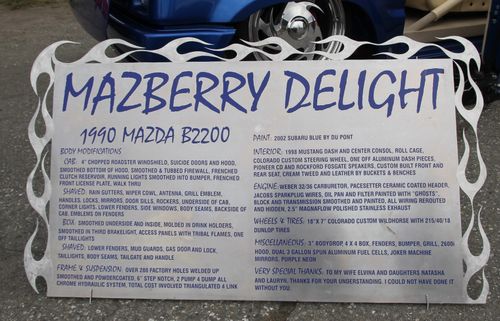 MAZBERRY DELIGHT
1990 MAZDA B2200
BODY MODIFICATIONS
CAB: 4" CHOPPED ROADSTER WINDSHIELD, SUICIDE DOORS AND HOOD,
SMOOTHED BOTTOM OF HOOD, SMOOTHED & TUBBED FIREWALL, FRENCHED
CLUTCH RESERVOIR, RUNNING LIGHTS SMOOTHED INTO BUMPER, FRENCHED
FRONT LICENSE PLATE, WALK THRU
SHAVED: RAIN GUTTERS, WIPER COWL, ANTENNA, GRILL EMBLEM,
HANDLES, LOCKS, MIRRORS, DOOR DILLS, ROCKERS, UNDERSIDE OF CAB,
CORNER LIGHTS, LOWER FENDERS, SIDE WINDOWS, BODY SEAMS, BACKSIDE OF
CAB, EMBLEMS ON FENDERS
BOX: SMOOTHED UNDERSIDE AND INSIDE, MOLDED IN DRINK HOLDERS,
SMOOTHED IN THIRD BRAKELIGHT, ACCESS PANELS WITH TRIBAL FLAMES, ONE
OFF TAILLIGHTS
SHAVED: LOWER FENDERS, MUD GUARDS, GAS DOOR AND LOCK,
TAILLIGHTS, BODY SEAMS, TAILGATE AND HANDLE
FRAME & SUSPENSION: OVER 200 FACTORY HOLES WELDED UP
SMOOTHED AND POWDERCOATED, 6" STEP NOTCH, 2 PUMP 4 DUMP ALL
CHROME HYDRAULIC SYSTEM, TOTAL COST INVOLVED TRIANGULATED 4 LINK
PAINT: 2002 SUBARU BLUE BY DU PONT
INTERIOR: 1998 MUSTANG DASH AND CENTER CONSOL, ROLL CAGE,
COLORADO CUSTOM STEERING WHEEL, ONE OFF ALUMINUM DASH PIECES,
PIONEER CD AND ROCKFORD FOSGATE SPEAKERS, CUSTOM BUILT FRONT AND
REAR SEAT, CREAM TWEED AND LEATHER BY BUCKETS & BENCHES
ENGINE: WEBER 32/36 CARBURETOR, PACESETTER CERAMIC COATED HEADER,
JACOBS SPARKPLUG WIRES, OIL PAN AND FILTER PAINTED WITH "GHOSTS",
BLOCK AND TRANSMISSION SMOOTHED AND PAINTED, ALL WIRING REROUTED
AND HIDDEN, 2.5" MAGNAFLOW POLISHED STAINLESS EXHAUST
WHEELS & TIRES: 18"X 7" COLORADO CUSTOM WILDHORSE WITH 215/40/18
DUNLOP TIRES
MISCELLANEOUS: 3" BODYDROP 4 X 4 BOX, FENDERS, BUMPER, GRILL, 2600i
HOOD, DUAL 3 GALLON SPUN ALUMINUM FUEL CELLS, JOKER MACHINE
MIRRORS, PURPLE NEON
VERY SPECIAL THANKS: TO MY WIFE ELVIRA AND DAUGHTERS NATASHA
AND LAURYN. THANKS FOR YOUR UNDERSTANDING. I COULD NOT HAVE DONE IT
WITHOUT YOU.